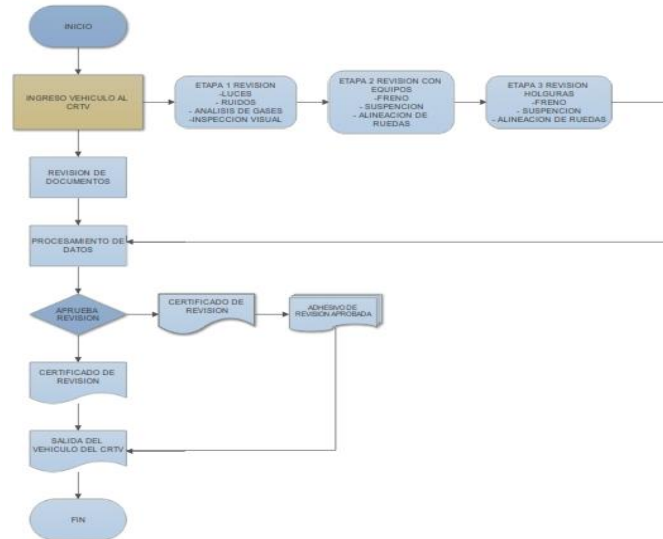 INICIO
INGRESO VEHICULO AL
CRTV
ETAPA 1 REVISION
-LUCES
- RUIDOS
- ANALISIS DE GASES
-INSPECCION VISUAL
ETAPA 2 REVISION CON
EQUIPOS
-FRENO
- SUSPENCION
- ALINEACION DE
RUEDAS
ETAPA 3 REVISION
HOLGURAS
-FRENO
- SUSPENCION
- ALINEACION DE RUEDAS
REVISION DE
DOCUMENTOS
PROCESAMIENTO DE
DATOS
APRUEBA
REVISION
CERTIFICADO DE
REVISION
ADHESIVO DE
REVISION APROBADA
CERTIFICADO DE
REVISION
SALIDA DEL
VEHICULO DEL CRTV
FIN